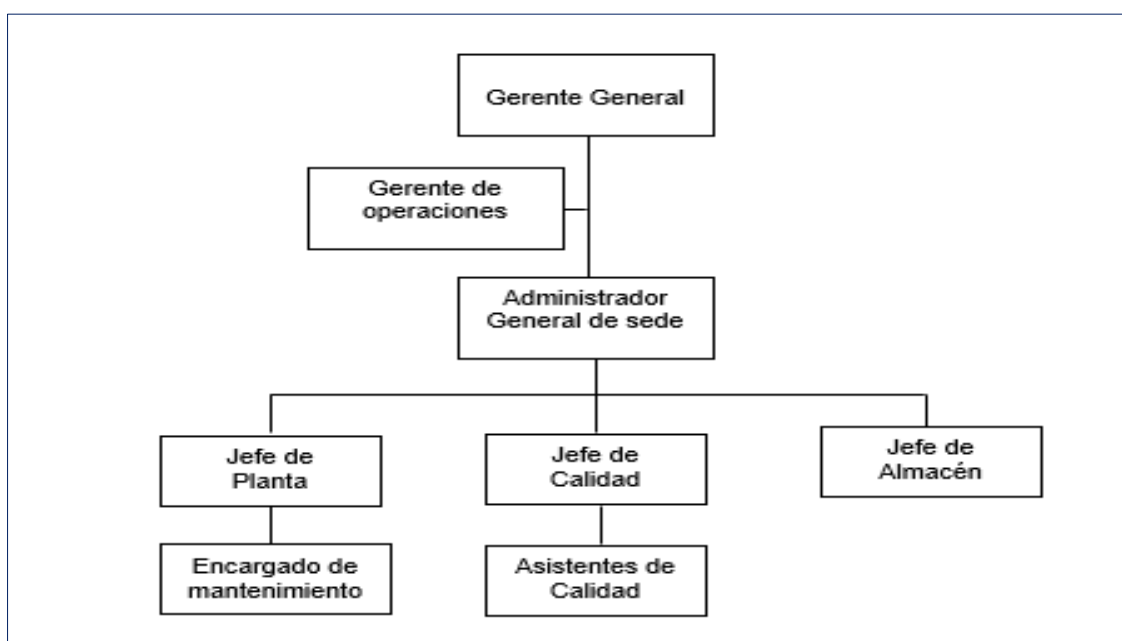 Gerente General
Gerente de
operaciones
Administrador
General de sede
Jefe de
Planta
Jefe de
Calidad
Jefe de
Almacén
Encargado de
mantenimiento
Asistentes de
Calidad